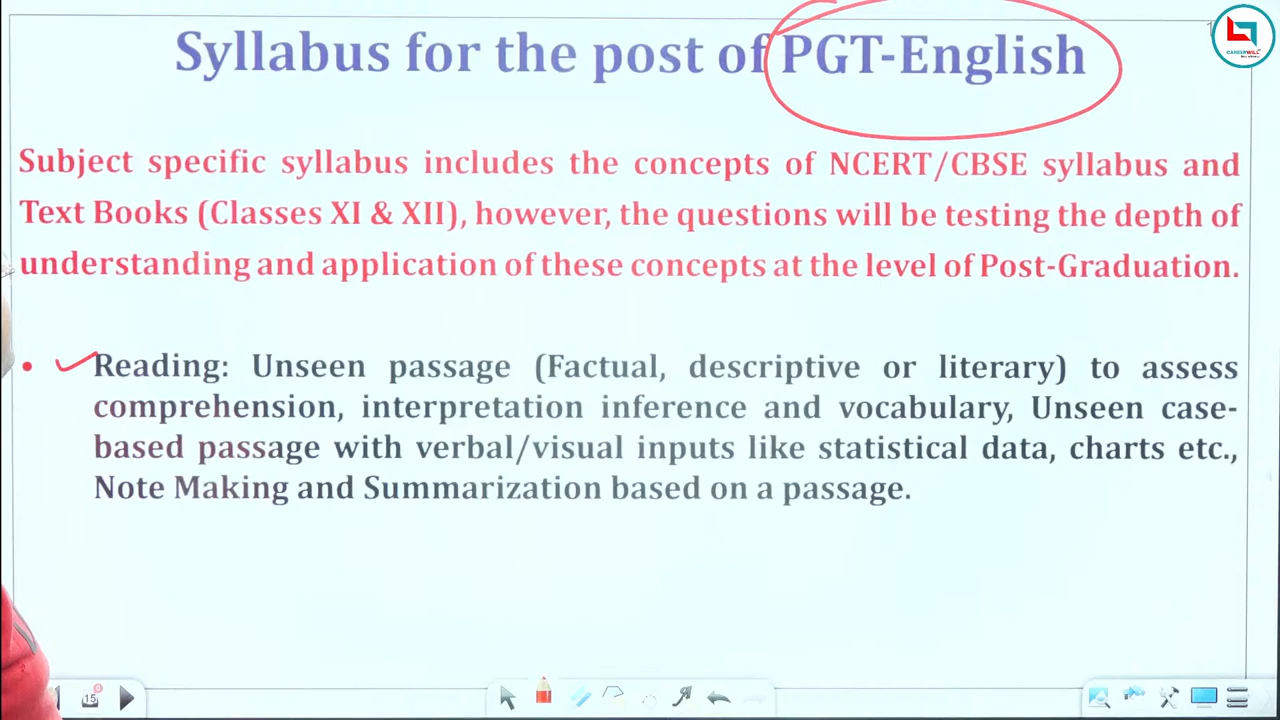 Syllabus for the post of PGT-English
Subject specific syllabus includes the concepts of NCERT/CBSE syllabus and
Text Books (Classes XI & XII), however, the questions will be testing the depth of
understanding and application of these concepts at the level of Post-Graduation.
• Reading: Unseen passage (Factual, descriptive or literary) to assess
comprehension, interpretation inference and vocabulary, Unseen case-
based passage with verbal/visual inputs like statistical data, charts etc.,
Note Making and Summarization based on a passage.
CAREERWILL
15